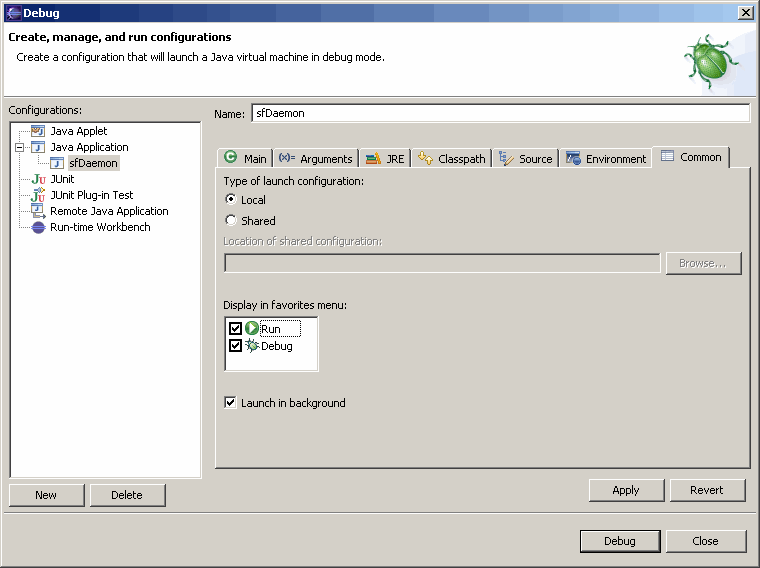 Debug
Create, manage, and run configurations
Create a configuration that will launch a Java virtual machine in debug mode.
Configurations:
Java Applet
Java Application
sfDaemon
JUnit
JUnit Plug-in Test
Remote Java Application
Run-time Workbench
New
Delete
Name:
sfDaemon
Main
Arguments
JRE
Classpath
Source
Environment
Common
Type of launch configuration:
Local
Shared
Location of shared configuration:
Browse...
Display in favorites menu:
Run
Debug
Launch in background
Apply
Revert
Debug
Close